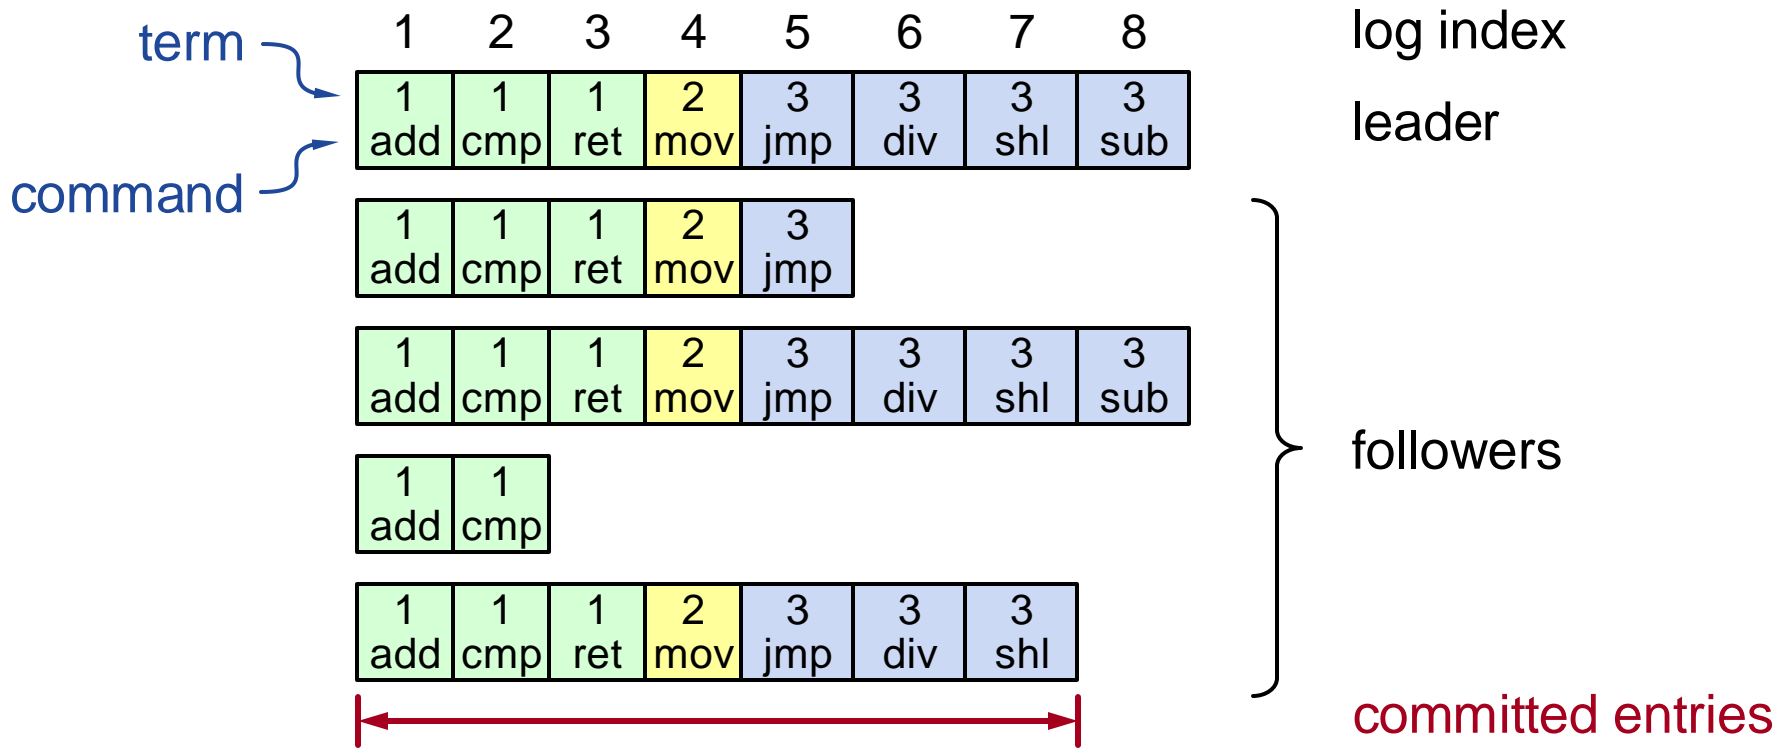 term
command
1 2 3 4 5 6 7 8 log index
1 1 1 2 3 3 3 3
add cmp ret mov jmp div shl sub
leader
1 1 1 2 3
add cmp ret mov jmp
1 1 1 2 3 3 3 3
add cmp ret mov jmp div shl sub
followers
1 1
add cmp
1 1 1 2 3 3 3
add cmp ret mov jmp div shl
committed entries